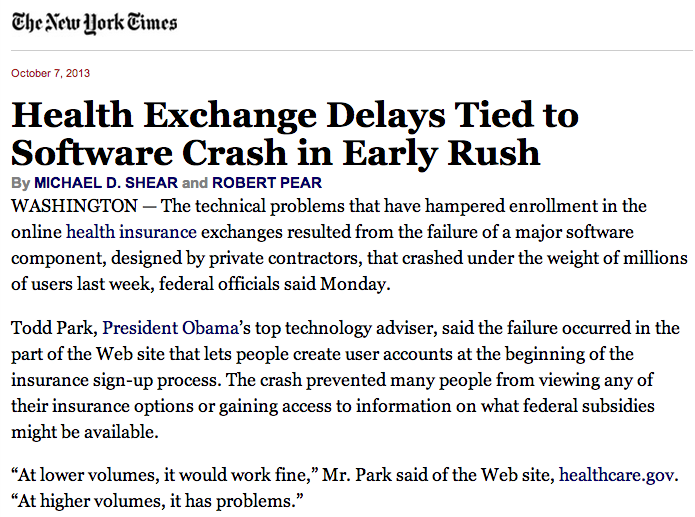 The New York Times
October 7, 2013
Health Exchange Delays Tied to
Software Crash in Early Rush
By MICHAEL D. SHEAR and ROBERT PEAR
WASHINGTON — The technical problems that have hampered enrollment in the
online health insurance exchanges resulted from the failure of a major software
component, designed by private contractors, that crashed under the weight of millions
of users last week, federal officials said Monday.
Todd Park, President Obama’s top technology adviser, said the failure occurred in the
part of the Web site that lets people create user accounts at the beginning of the
insurance sign-up process. The crash prevented many people from viewing any of
their insurance options or gaining access to information on what federal subsidies
might be available.
“At lower volumes, it would work fine,” Mr. Park said of the Web site, healthcare.gov.
“At higher volumes, it has problems.”